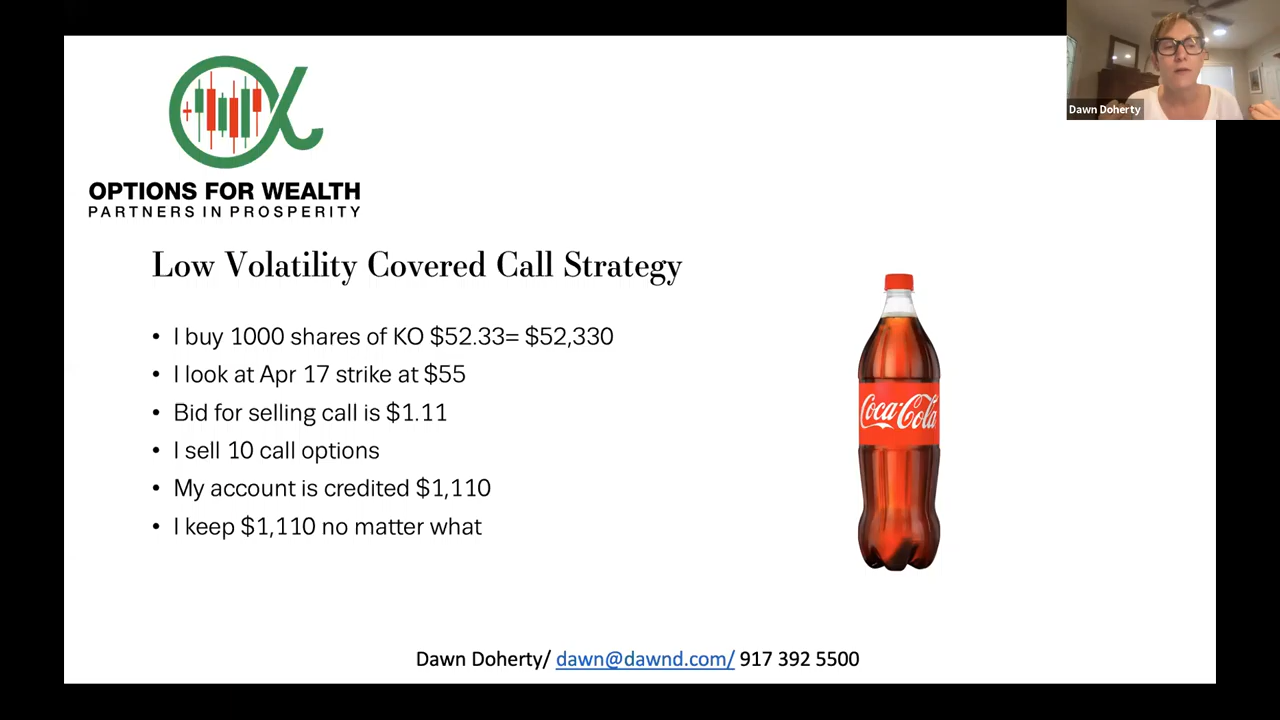 Dawn Doherty
OPTIONS FOR WEALTH
PARTNERS IN PROSPERITY
Low Volatility Covered Call Strategy
• I buy 1000 shares of KO $52.33= $52,330
• I look at Apr 17 strike at $55
• Bid for selling call is $1.11
• I sell 10 call options
• My account is credited $1,110
• I keep $1,110 no matter what
Coca-Cola
Dawn Doherty/ dawn@dawnd.com/ 917 392 5500